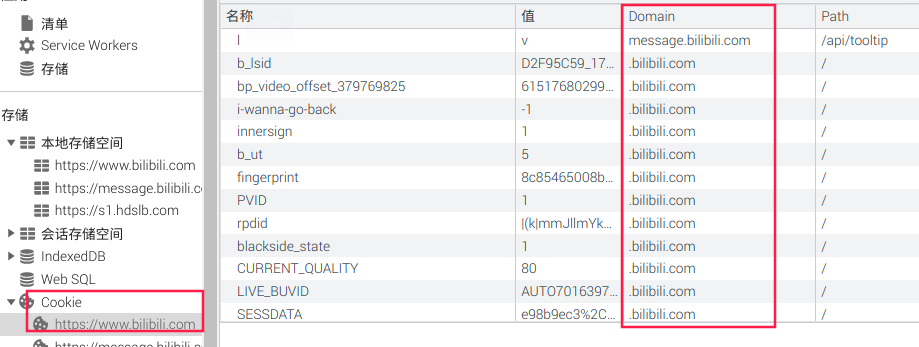 清单
Service Workers
存储
存储
本地存储空间
https://www.bilibili.com
https://message.bilibili.cc
https://s1.hdslb.com
会话存储空间
IndexedDB
Web SQL
Cookie
https://www.bilibili.com
名称 值 Domain Path
l v message.bilibili.com /api/tooltip
b_lsid D2F95C59_17... .bilibili.com /
bp_video_offset_379769825 61517680299... .bilibili.com /
i-wanna-go-back -1 .bilibili.com /
innersign 1 .bilibili.com /
b_ut 5 .bilibili.com /
fingerprint 8c85465008b... .bilibili.com /
PVID 1 .bilibili.com /
rpdid |(k|mmJllmYk... .bilibili.com /
blackside_state 1 .bilibili.com /
CURRENT_QUALITY 80 .bilibili.com /
LIVE_BUVID AUTO7016397... .bilibili.com /
SESSDATA e98b9ec3%2C... .bilibili.com /